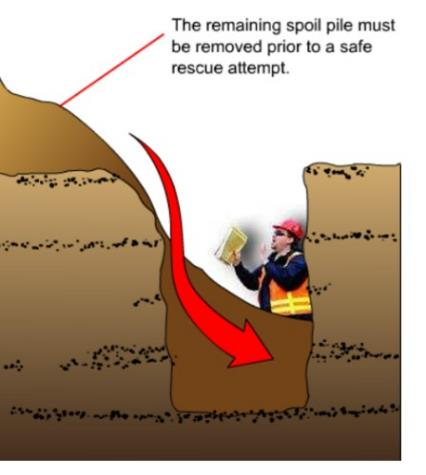 The remaining spoil pile must
be removed prior to a safe
rescue attempt.